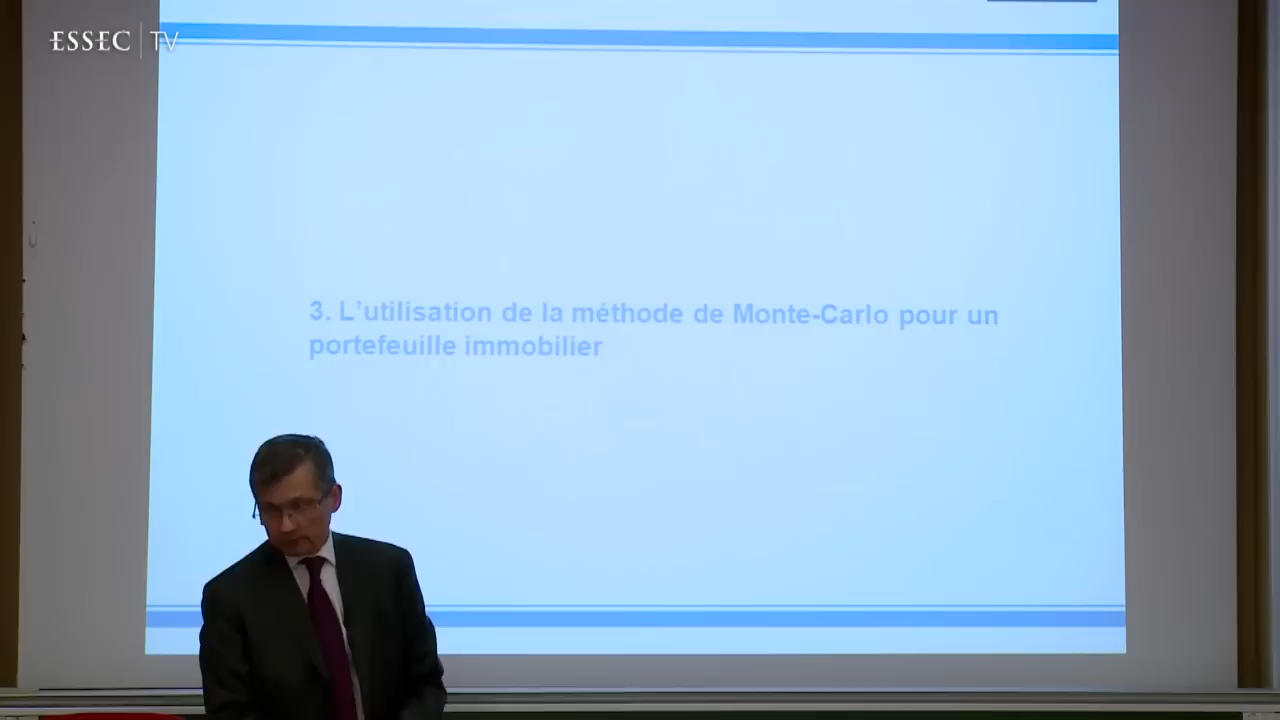 ESSEC | TV
3. L'utilisation de la méthode de Monte-Carlo pour un
portefeuille immobilier